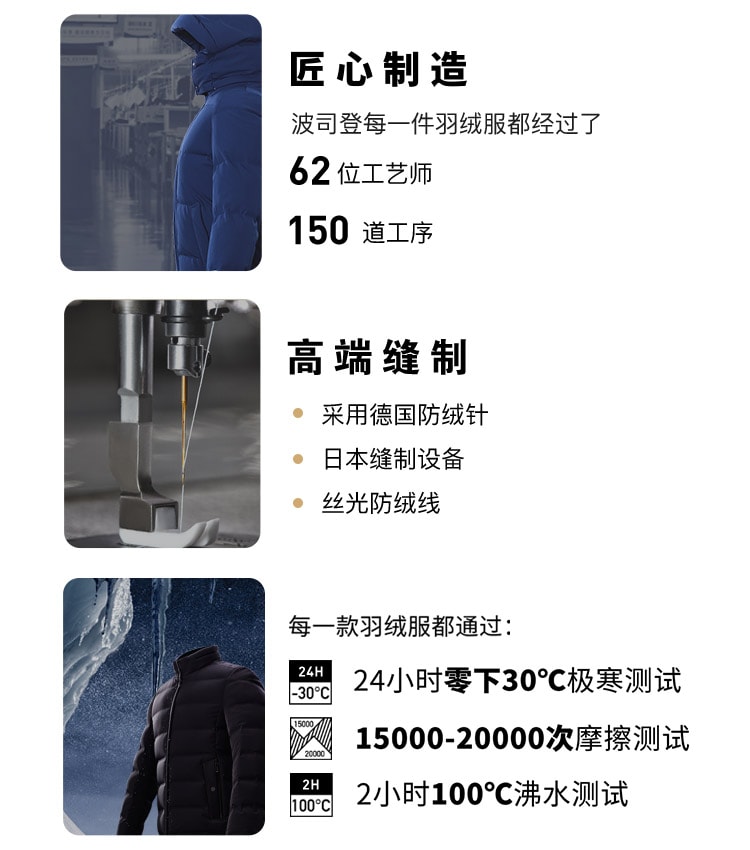 匠心制造
波司登每一件羽绒服都经过了
62位工艺师
150 道工序
高端缝制
采用德国防绒针
日本缝制设备
丝光防绒线
每一款羽绒服都通过：
24H
-30°C
24小时零下30℃极寒测试
15000
20000
15000-20000次摩擦测试
2H
100°C
2小时100℃沸水测试